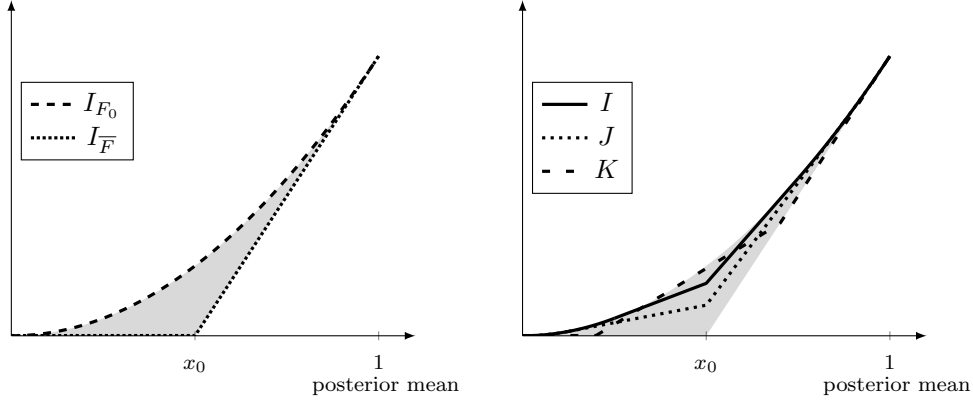 I_{F_0}
I_{\overline{F}}
x_0
1
posterior mean
I
J
K
x_0
1
posterior mean